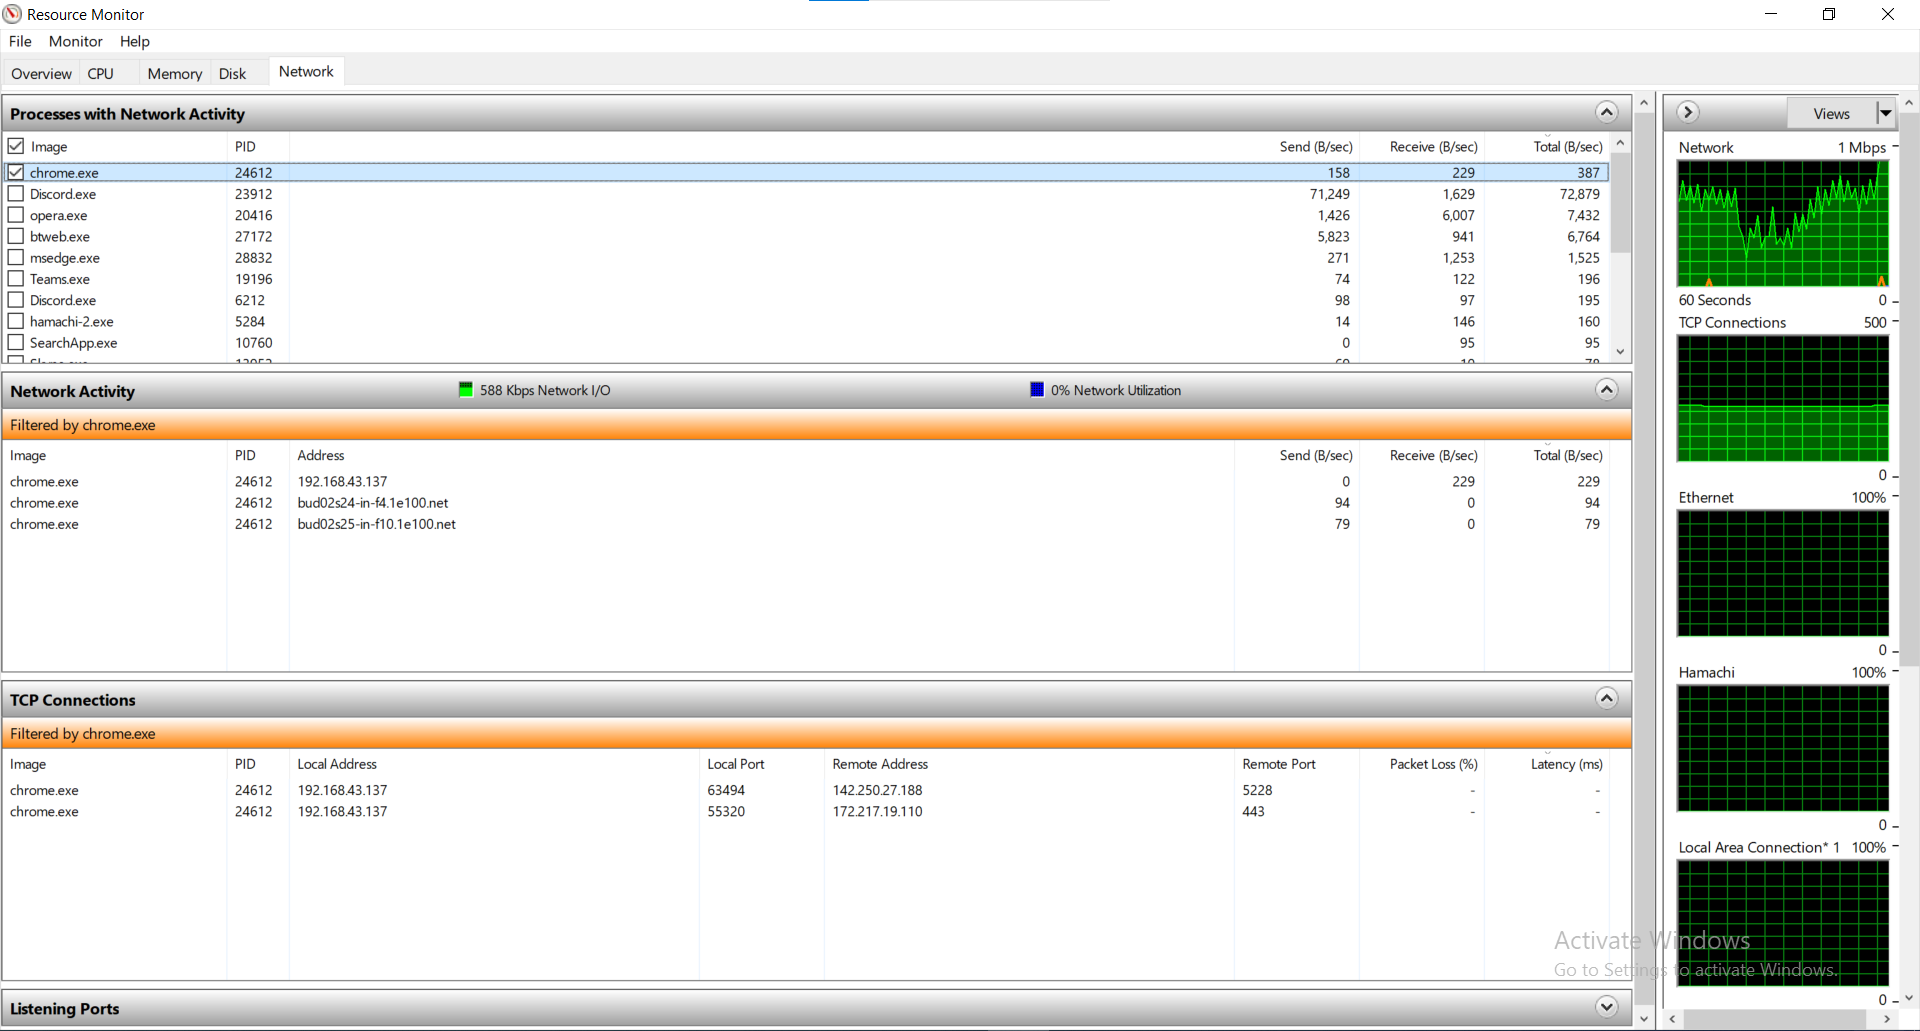 Resource Monitor
File Monitor Help
Overview CPU Memory Disk Network
Processes with Network Activity
Image PID Send (B/sec) Receive (B/sec) Total (B/sec)
chrome.exe 24612 158 229 387
Discord.exe 23912 71,249 1,629 72,879
opera.exe 20416 1,426 6,007 7,432
btweb.exe 27172 5,823 941 6,764
msedge.exe 28832 271 1,253 1,525
Teams.exe 19196 74 122 196
Discord.exe 6212 98 97 195
hamachi-2.exe 5284 14 146 160
SearchApp.exe 10760 0 95 95
Network Activity 588 Kbps Network I/O 0% Network Utilization
Filtered by chrome.exe
Image PID Address Send (B/sec) Receive (B/sec) Total (B/sec)
chrome.exe 24612 192.168.43.137 0 229 229
chrome.exe 24612 bud02s24-in-f4.1e100.net 94 0 94
chrome.exe 24612 bud02s25-in-f10.1e100.net 79 0 79
TCP Connections
Filtered by chrome.exe
Image PID Local Address Local Port Remote Address Remote Port Packet Loss (%) Latency (ms)
chrome.exe 24612 192.168.43.137 63494 142.250.27.188 5228 - -
chrome.exe 24612 192.168.43.137 55320 172.217.19.110 443 - -
Listening Ports
Views
Network 1 Mbps
60 Seconds 0
TCP Connections 500
0
Ethernet 100%
0
Hamachi 100%
0
Local Area Connection* 1 100%
0
Activate Windows
Go to Settings to activate Windows.